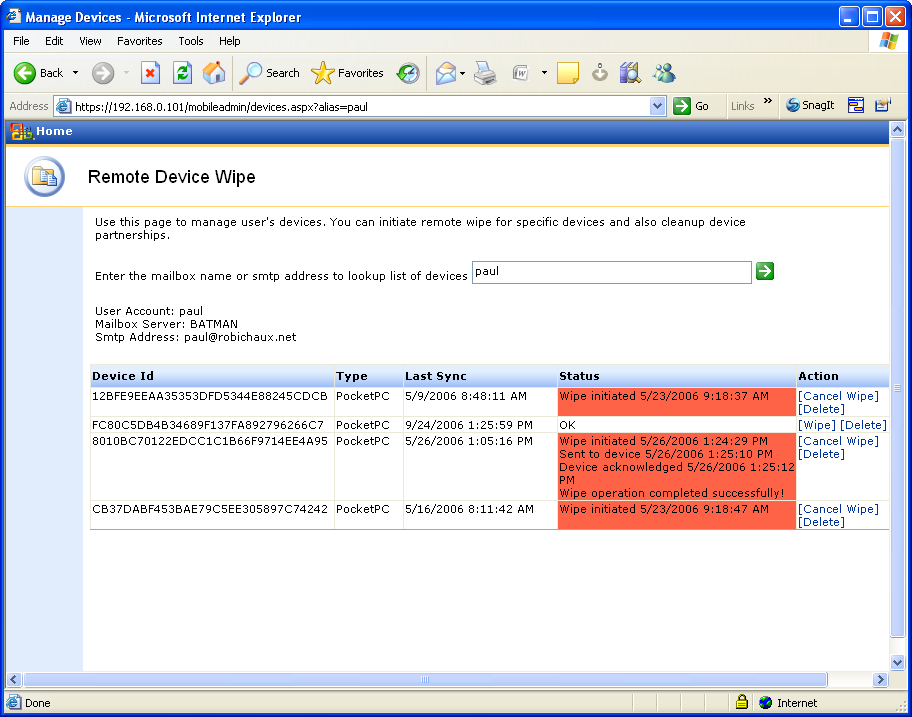 Manage Devices - Microsoft Internet Explorer
File Edit View Favorites Tools Help
Back Search Favorites
Address https://192.168.0.101/mobileadmin/devices.aspx?alias=paul Go Links » SnagIt
Home
Remote Device Wipe
Use this page to manage user's devices. You can initiate remote wipe for specific devices and also cleanup device
partnerships.
Enter the mailbox name or smtp address to lookup list of devices paul
User Account: paul
Mailbox Server: BATMAN
Smtp Address: paul@robichaux.net
Device Id Type Last Sync Status Action
12BFE9EEAA35353DFD5344E88245CDCB PocketPC 5/9/2006 8:48:11 AM Wipe initiated 5/23/2006 9:18:37 AM [Cancel Wipe]
[Delete]
FC80C5DB4B34689F137FA892796266C7 PocketPC 9/24/2006 1:25:59 PM OK [Wipe] [Delete]
8010BC70122EDCC1C1B66F9714EE4A95 PocketPC 5/26/2006 1:05:16 PM Wipe initiated 5/26/2006 1:24:29 PM [Cancel Wipe]
Sent to device 5/26/2006 1:25:10 PM [Delete]
Device acknowledged 5/26/2006 1:25:12
PM
Wipe operation completed successfully!
CB37DABF453BAE79C5EE305897C74242 PocketPC 5/16/2006 8:11:42 AM Wipe initiated 5/23/2006 9:18:47 AM [Cancel Wipe]
[Delete]
Done Internet